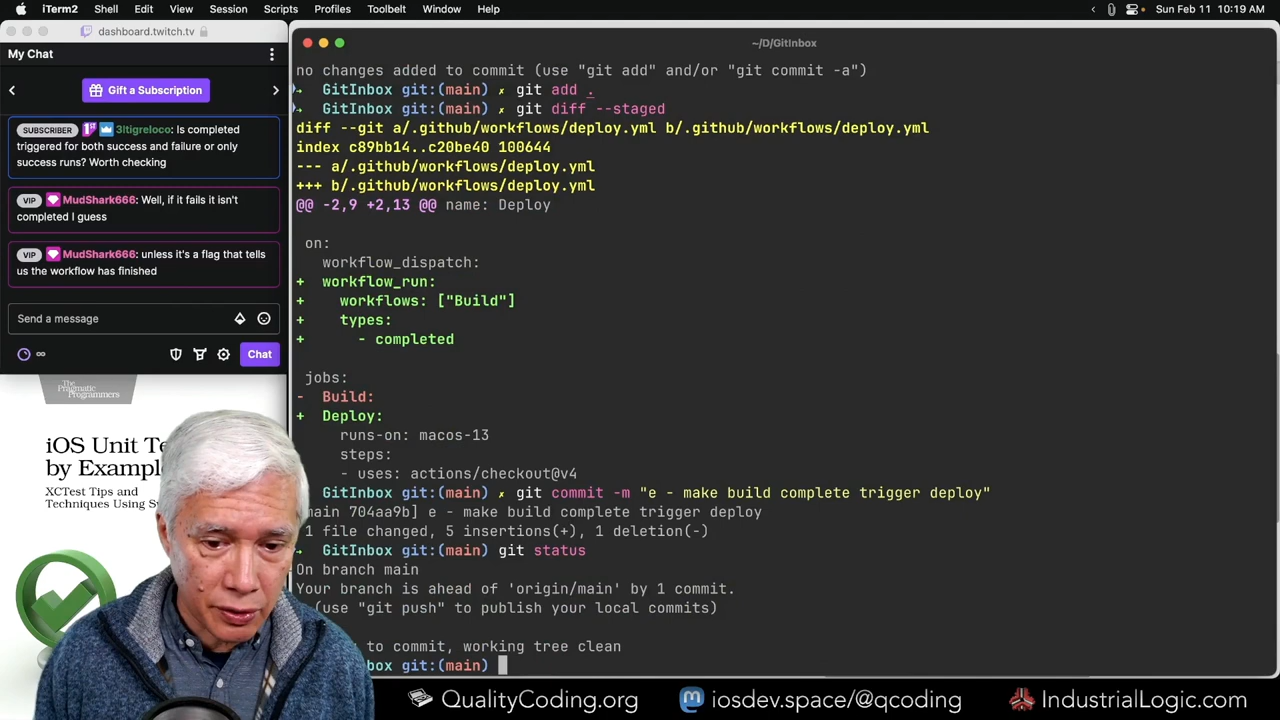 iTerm2 Shell Edit View Session Scripts Profiles Toolbelt Window Help
Sun Feb 11 10:19 AM
dashboard.twitch.tv
My Chat
Gift a Subscription
SUBSCRIBER 3ltigreloco: Is completed
triggered for both success and failure or only
success runs? Worth checking
VIP MudShark666: Well, if it fails it isn't
completed I guess
VIP MudShark666: unless it's a flag that tells
us the workflow has finished
Send a message
Chat
The
Pragmatic
Programmers
iOS Unit
by Exampl
XCTest Tips and
Techniques Using
~/D/GitInbox
no changes added to commit (use "git add" and/or "git commit -a")
→ GitInbox git:(main) ✗ git add .
→ GitInbox git:(main) ✗ git diff --staged
diff --git a/.github/workflows/deploy.yml b/.github/workflows/deploy.yml
index c89bb14..c20be40 100644
--- a/.github/workflows/deploy.yml
+++ b/.github/workflows/deploy.yml
@@ -2,9 +2,13 @@ name: Deploy
on:
workflow_dispatch:
+ workflow_run:
+ workflows: ["Build"]
+ types:
+ - completed
jobs:
- Build:
+ Deploy:
runs-on: macos-13
steps:
- uses: actions/checkout@v4
GitInbox git:(main) ✗ git commit -m "e - make build complete trigger deploy"
main 704aa9b] e - make build complete trigger deploy
1 file changed, 5 insertions(+), 1 deletion(-)
→ GitInbox git:(main) git status
On branch main
Your branch is ahead of 'origin/main' by 1 commit.
(use "git push" to publish your local commits)
to commit, working tree clean
box git:(main)
QualityCoding.org iosdev.space/@qcoding IndustrialLogic.com